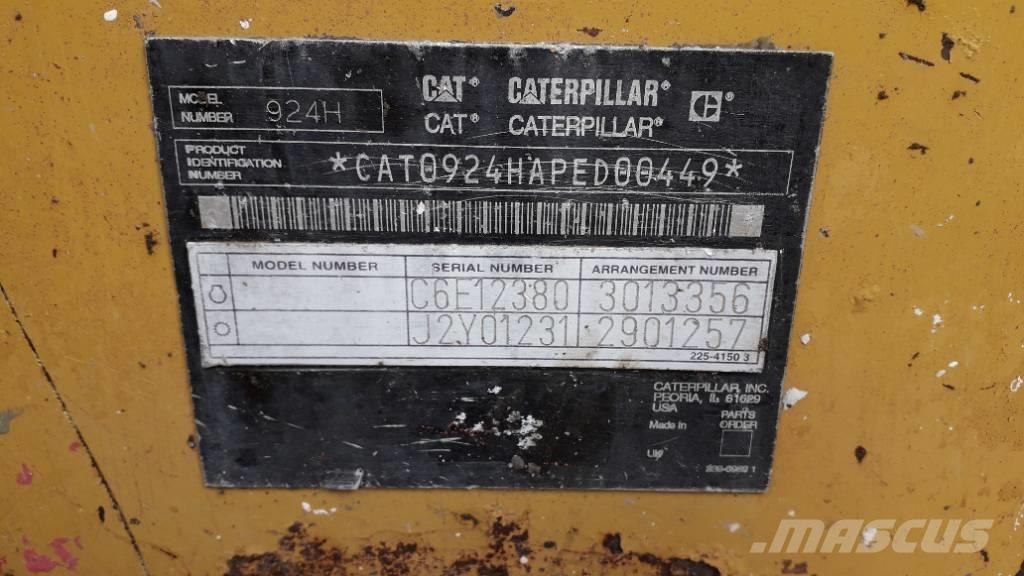 CAT® CATERPILLAR®
MODEL NUMBER 924H
CAT® CATERPILLAR®
PRODUCT IDENTIFICATION NUMBER *CAT0924HAPED00449*
MODEL NUMBER SERIAL NUMBER ARRANGEMENT NUMBER
C6E12380 3013356
J2Y01231 2901257
225-4150 3
CATERPILLAR, INC.
PEORIA, IL 61629
USA
PARTS
Made in ORDER
UK
MASCUS